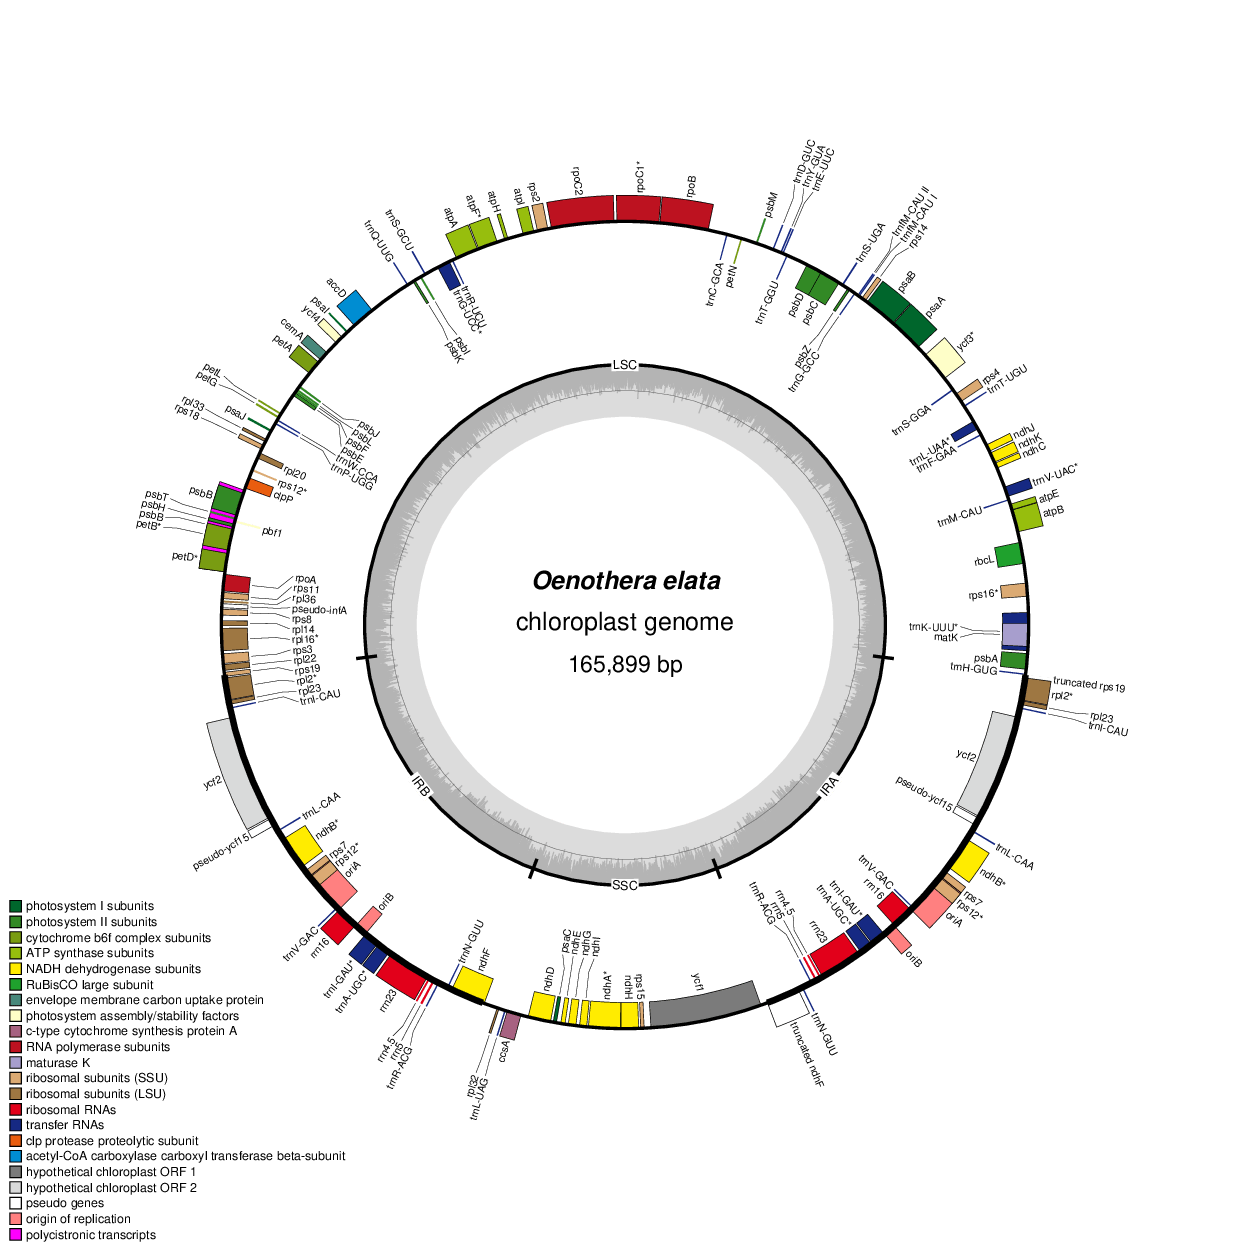 Oenothera elata
chloroplast genome
165,899 bp
LSC
IRB
IRA
SSC
rpoC2
rpoC1*
rpoB
psbM
trnD-GUC
trnY-GUA
trnE-UUC
trnS-UGA
trnfM-CAU II
trnfM-CAU I
rps14
psaB
psaA
ycf3*
rps4
trnT-UGU
ndhJ
ndhK
ndhC
trnV-UAC*
atpE
atpB
truncated rps19
rpl2*
rpl23
trnI-CAU
trnL-CAA
ndhB*
rps7
rps12*
oriA
oriB
trnN-GUU
truncated ndhF
trnC-GCA
petN
trnT-GGU
psbD
psbC
psbZ
trnG-GCC
trnS-GGA
trnL-UAA*
trnF-GAA
trnM-CAU
rbcL
rps16*
trnK-UUU*
matK
psbA
trnH-GUG
ycf2
pseudo-ycf15
trnV-GAC
rrn16
trnI-GAU*
trnA-UGC*
rrn23
rrn4.5
rrn5
trnR-ACG
ycf1
rps15
ndhH
ndhA*
ndhI
ndhG
ndhE
psaC
ndhD
ccsA
trnL-UAG
rpl32
ndhF
trnN-GUU
trnR-ACG
rrn5
rrn4.5
rrn23
trnA-UGC*
trnI-GAU*
rrn16
trnV-GAC
oriB
oriA
rps12*
rps7
ndhB*
trnL-CAA
pseudo-ycf15
ycf2
trnI-CAU
rpl23
rpl2*
rps19
rpl22
rps3
rpl16*
rpl14
rps8
pseudo-infA
rpl36
rps11
rpoA
petD*
petB*
psbB
psbH
psbT
psbB
pbf1
clpP
rps12*
rpl20
rps18
rpl33
psaJ
trnP-UGG
trnW-CCA
petG
petL
psbE
psbF
psbL
psbJ
petA
cemA
ycf4
psaI
accD
trnQ-UUG
trnS-GCU
psbK
psbI
trnG-UCC*
trnR-UCU
atpA
atpF*
atpH
atpI
rps2
photosystem I subunits
photosystem II subunits
cytochrome b6f complex subunits
ATP synthase subunits
NADH dehydrogenase subunits
RuBisCO large subunit
envelope membrane carbon uptake protein
photosystem assembly/stability factors
c-type cytochrome synthesis protein A
RNA polymerase subunits
maturase K
ribosomal subunits (SSU)
ribosomal subunits (LSU)
ribosomal RNAs
transfer RNAs
clp protease proteolytic subunit
acetyl-CoA carboxylase carboxyl transferase beta-subunit
hypothetical chloroplast ORF 1
hypothetical chloroplast ORF 2
pseudo genes
origin of replication
polycistronic transcripts